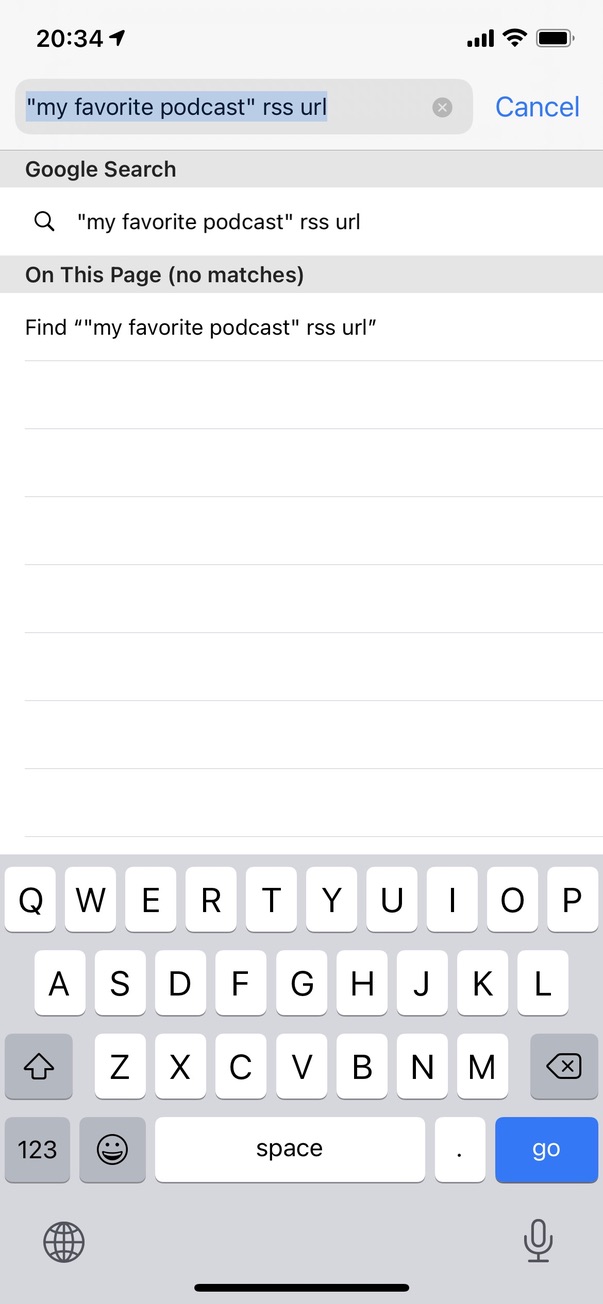 20:34
"my favorite podcast" rss url
Cancel
Google Search
"my favorite podcast" rss url
On This Page (no matches)
Find “"my favorite podcast" rss url”
Q W E R T Y U I O P
A S D F G H J K L
Z X C V B N M
123 space . go